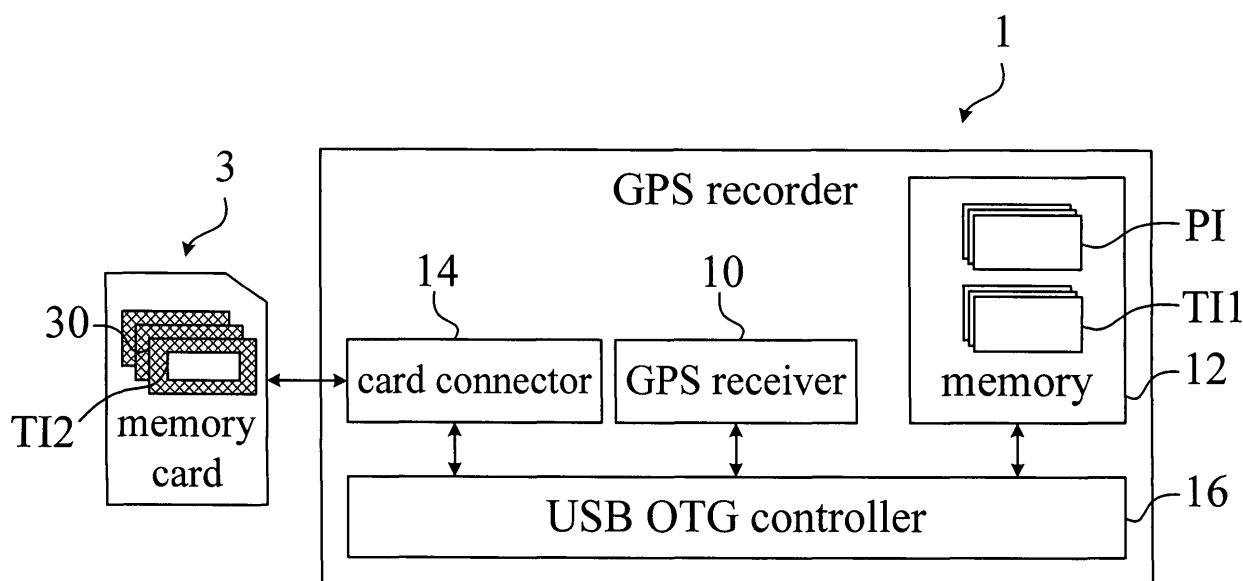 1
3
GPS recorder
PI
14
10
30
TI1
card connector
GPS receiver
memory
12
TI2
memory
card
16
USB OTG controller